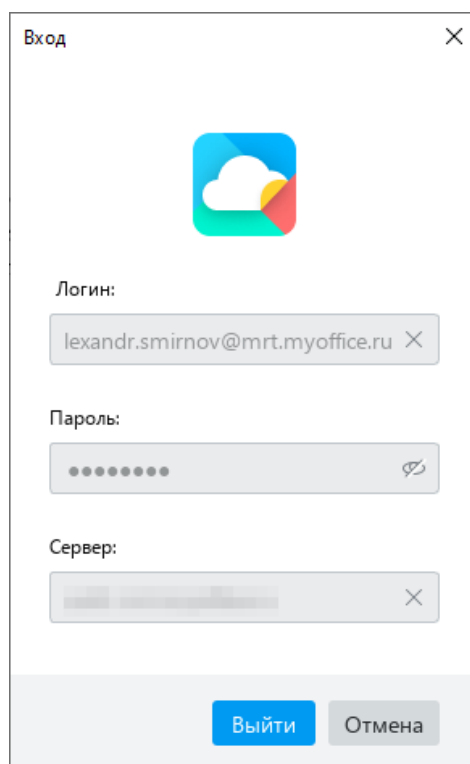 Вход
Логин:
lexandr.smirnov@mrt.myoffice.ru
Пароль:
Сервер:
Выйти Отмена